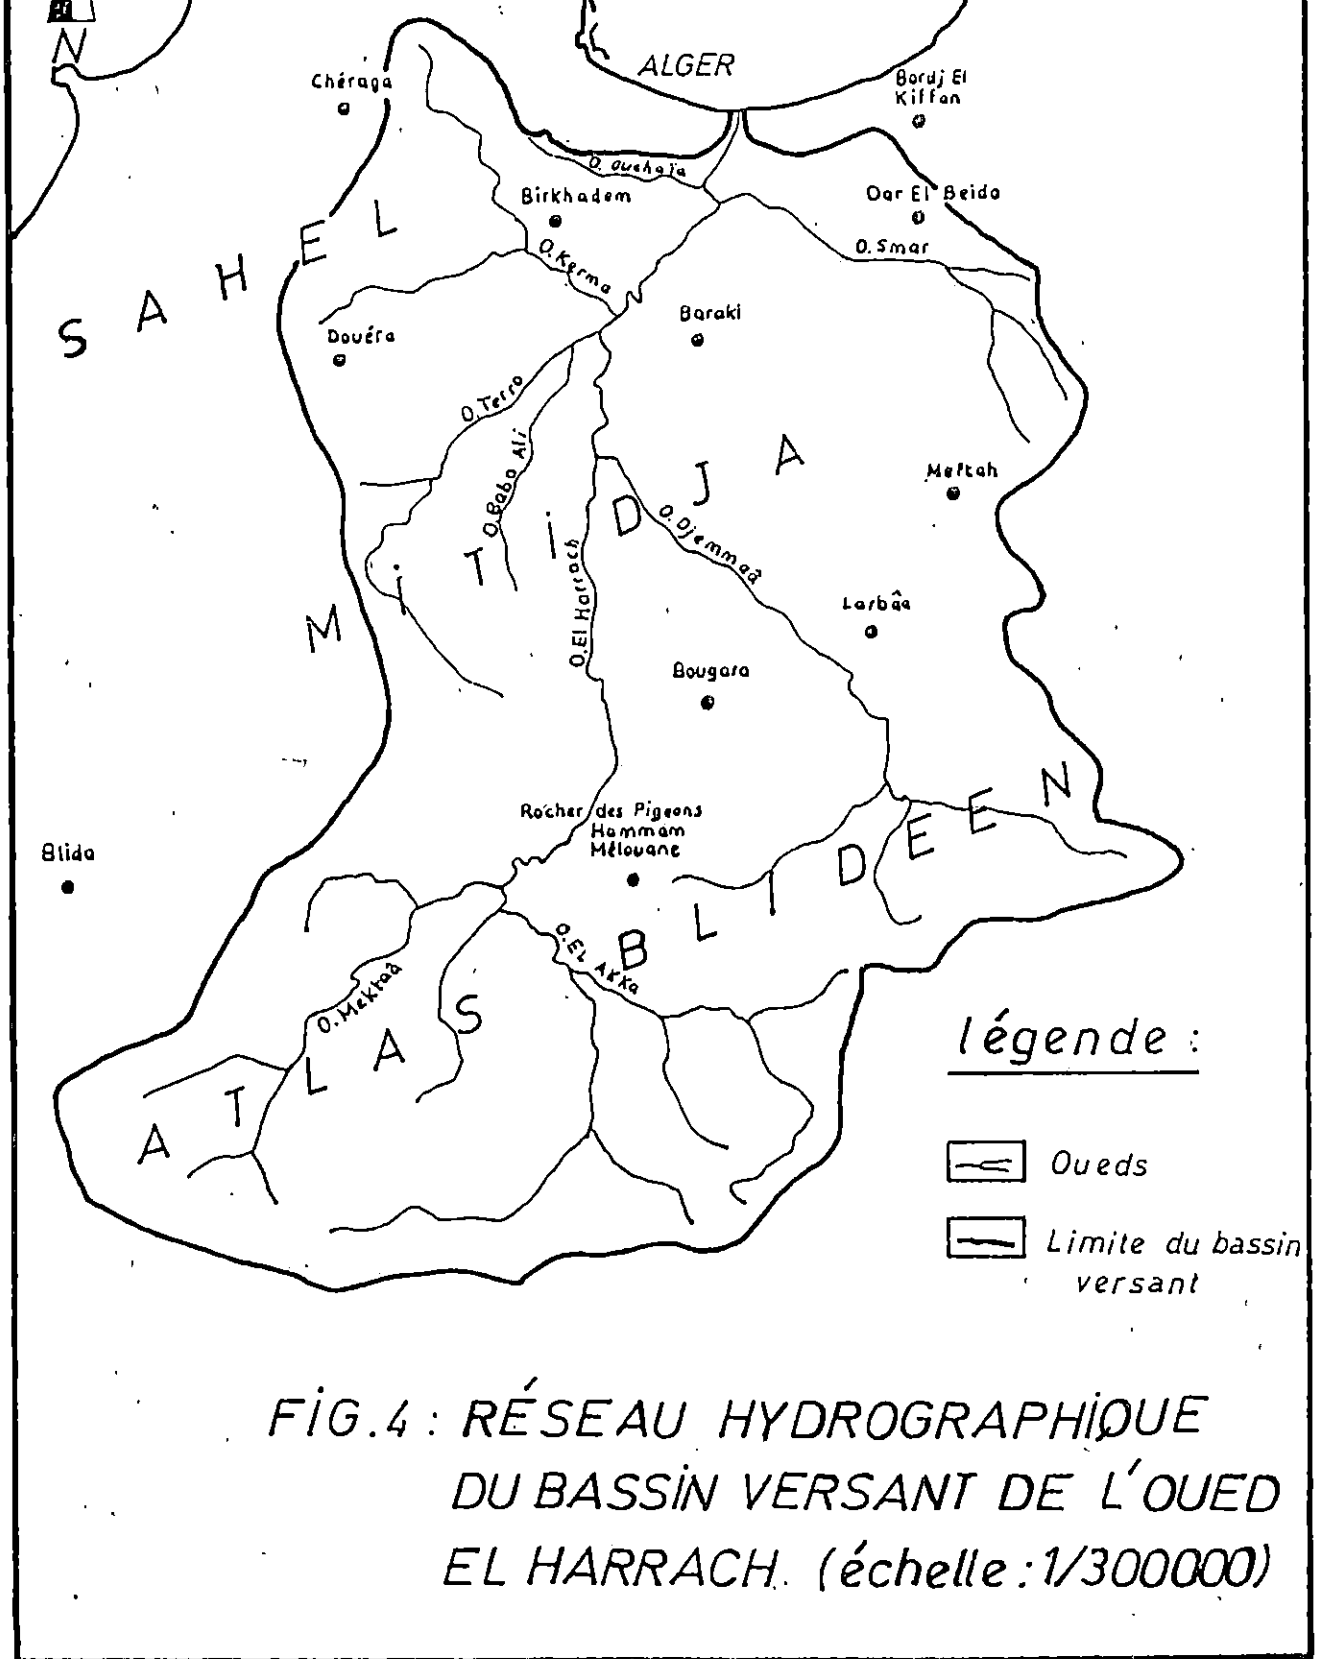 N
ALGER
Chéraga
Bordj El
Kiffan
O. Ouchaïa
Birkhadem
Dar El Beida
O. Smar
O. Kerma
SAHEL
Baraki
Douéra
O. Terro
O. Baba Ali
MITIDJA
Meftah
O. Djemmaâ
O. El Harrach
Larbâa
Bougara
Rocher des Pigeons
Hammam
Mélouane
Blida
O. EL AKKa
O. Mektaâ
ATLAS BLIDEEN
légende :
Oueds
Limite du bassin
versant
FIG.4 : RÉSEAU HYDROGRAPHIQUE
DU BASSIN VERSANT DE L'OUED
EL HARRACH. (échelle : 1/300000)